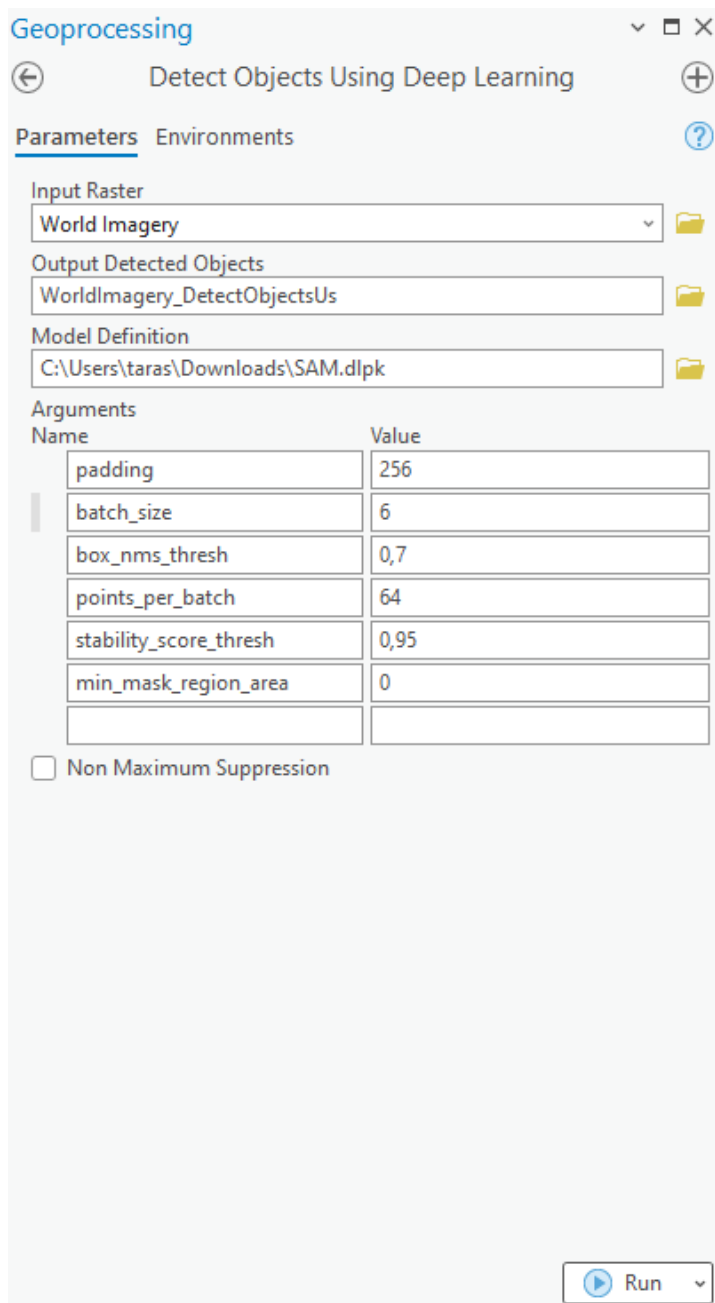 Geoprocessing
Detect Objects Using Deep Learning
Parameters Environments
Input Raster
World Imagery
Output Detected Objects
WorldImagery_DetectObjectsUs
Model Definition
C:\Users\taras\Downloads\SAM.dlpk
Arguments
Name Value
padding 256
batch_size 6
box_nms_thresh 0,7
points_per_batch 64
stability_score_thresh 0,95
min_mask_region_area 0
Non Maximum Suppression
Run